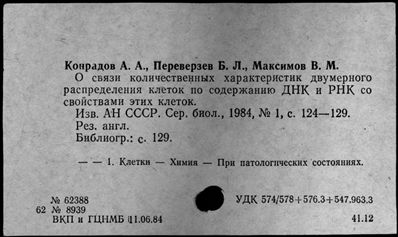 Конрадов А. А., Переверзев Б. Л., Максимов В. М.
О связи количественных характеристик двумерного
распределения клеток по содержанию ДНК и РНК со
свойствами этих клеток.
Изв. АН СССР. Сер. биол., 1984, № 1, с. 124—129.
Рез. англ.
Библиогр.: с. 129.
— — 1. Клетки — Химия — При патологических состояниях.
№ 62388
62 № 8939
ВКП и ГЦНМБ 11.06.84
УДК 574/578+576.3+547.963.3
41.12